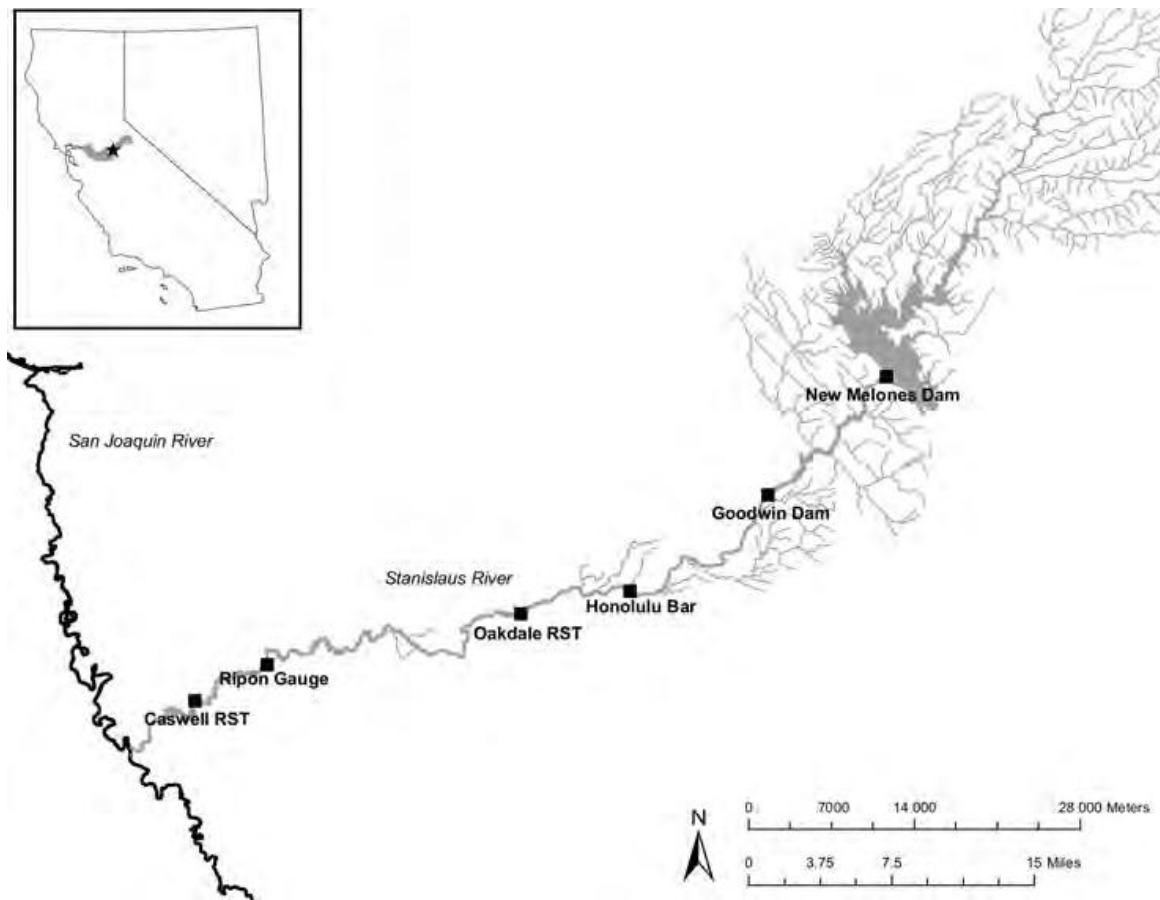 San Joaquin River
New Melones Dam
Goodwin Dam
Stanislaus River
Honolulu Bar
Oakdale RST
Ripon Gauge
Caswell RST
N
0 7000 14 000 28 000 Meters
0 3.75 7.5 15 Miles